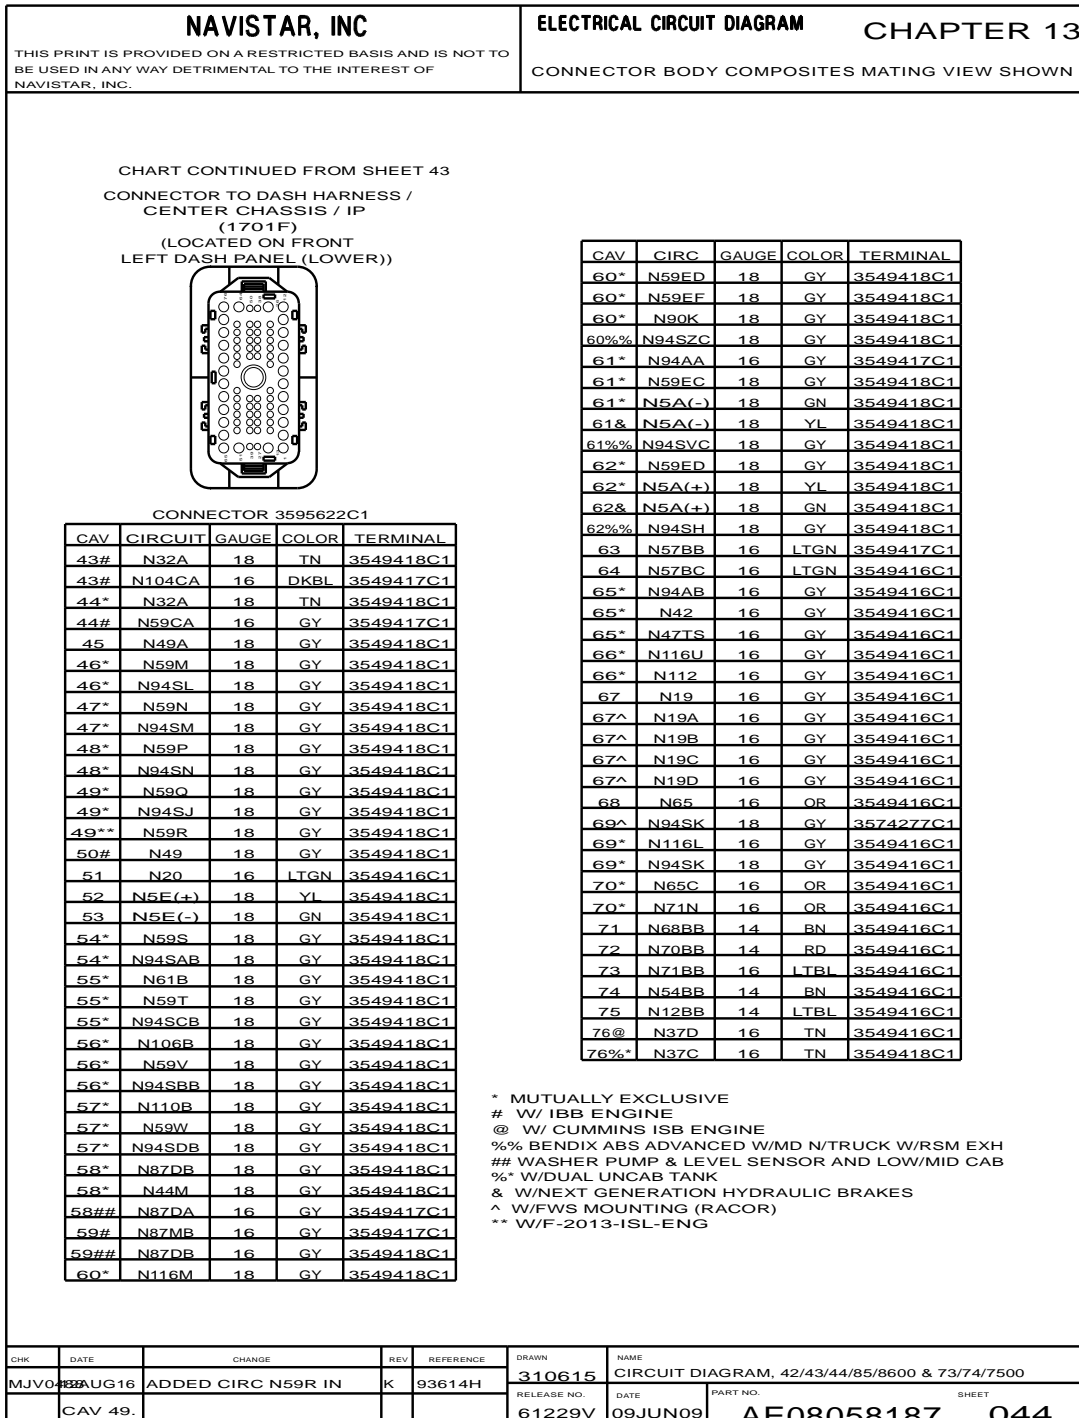 NAVISTAR, INC
THIS PRINT IS PROVIDED ON A RESTRICTED BASIS AND IS NOT TO
BE USED IN ANY WAY DETRIMENTAL TO THE INTEREST OF
NAVISTAR, INC.
ELECTRICAL CIRCUIT DIAGRAM
CHAPTER 13
CONNECTOR BODY COMPOSITES MATING VIEW SHOWN
CHART CONTINUED FROM SHEET 43
CONNECTOR TO DASH HARNESS /
CENTER CHASSIS / IP
(1701F)
(LOCATED ON FRONT
LEFT DASH PANEL (LOWER))
CONNECTOR 3595622C1
CAV CIRCUIT GAUGE COLOR TERMINAL
43# N32A 18 TN 3549418C1
43# N104CA 16 DKBL 3549417C1
44* N32A 18 TN 3549418C1
44# N59CA 16 GY 3549417C1
45 N49A 18 GY 3549418C1
46* N59M 18 GY 3549418C1
46* N94SL 18 GY 3549418C1
47* N59N 18 GY 3549418C1
47* N94SM 18 GY 3549418C1
48* N59P 18 GY 3549418C1
48* N94SN 18 GY 3549418C1
49* N59Q 18 GY 3549418C1
49* N94SJ 18 GY 3549418C1
49** N59R 18 GY 3549418C1
50# N49 18 GY 3549418C1
51 N20 16 LTGN 3549416C1
52 N5E(+) 18 YL 3549418C1
53 N5E(-) 18 GN 3549418C1
54* N59S 18 GY 3549418C1
54* N94SAB 18 GY 3549418C1
55* N61B 18 GY 3549418C1
55* N59T 18 GY 3549418C1
55* N94SCB 18 GY 3549418C1
56* N106B 18 GY 3549418C1
56* N59V 18 GY 3549418C1
56* N94SBB 18 GY 3549418C1
57* N110B 18 GY 3549418C1
57* N59W 18 GY 3549418C1
57* N94SDB 18 GY 3549418C1
58* N87DB 18 GY 3549418C1
58* N44M 18 GY 3549418C1
58## N87DA 16 GY 3549417C1
59# N87MB 16 GY 3549417C1
59## N87DB 16 GY 3549418C1
60* N116M 18 GY 3549418C1
CAV CIRC GAUGE COLOR TERMINAL
60* N59ED 18 GY 3549418C1
60* N59EF 18 GY 3549418C1
60* N90K 18 GY 3549418C1
60%% N94SZC 18 GY 3549418C1
61* N94AA 16 GY 3549417C1
61* N59EC 18 GY 3549418C1
61* N5A(-) 18 GN 3549418C1
61& N5A(-) 18 YL 3549418C1
61%% N94SVC 18 GY 3549418C1
62* N59ED 18 GY 3549418C1
62* N5A(+) 18 YL 3549418C1
62& N5A(+) 18 GN 3549418C1
62%% N94SH 18 GY 3549418C1
63 N57BB 16 LTGN 3549417C1
64 N57BC 16 LTGN 3549416C1
65* N94AB 16 GY 3549416C1
65* N42 16 GY 3549416C1
65* N47TS 16 GY 3549416C1
66* N116U 16 GY 3549416C1
66* N112 16 GY 3549416C1
67 N19 16 GY 3549416C1
67^ N19A 16 GY 3549416C1
67^ N19B 16 GY 3549416C1
67^ N19C 16 GY 3549416C1
67^ N19D 16 GY 3549416C1
68 N65 16 OR 3549416C1
69^ N94SK 18 GY 3574277C1
69* N116L 16 GY 3549416C1
69* N94SK 18 GY 3549416C1
70* N65C 16 OR 3549416C1
70* N71N 16 OR 3549416C1
71 N68BB 14 BN 3549416C1
72 N70BB 14 RD 3549416C1
73 N71BB 16 LTBL 3549416C1
74 N54BB 14 BN 3549416C1
75 N12BB 14 LTBL 3549416C1
76@ N37D 16 TN 3549416C1
76%* N37C 16 TN 3549418C1
* MUTUALLY EXCLUSIVE
# W/ IBB ENGINE
@ W/ CUMMINS ISB ENGINE
%% BENDIX ABS ADVANCED W/MD N/TRUCK W/RSM EXH
## WASHER PUMP & LEVEL SENSOR AND LOW/MID CAB
%* W/DUAL UNCAB TANK
& W/NEXT GENERATION HYDRAULIC BRAKES
^ W/FWS MOUNTING (RACOR)
** W/F-2013-ISL-ENG
CHK DATE CHANGE REV REFERENCE
ADDED CIRC N59R IN K 93614H
CAV 49.
DRAWN NAME
310615 CIRCUIT DIAGRAM, 42/43/44/85/8600 & 73/74/7500
RELEASE NO. DATE PART NO. SHEET
61229V 09JUN09 AE08058187 044